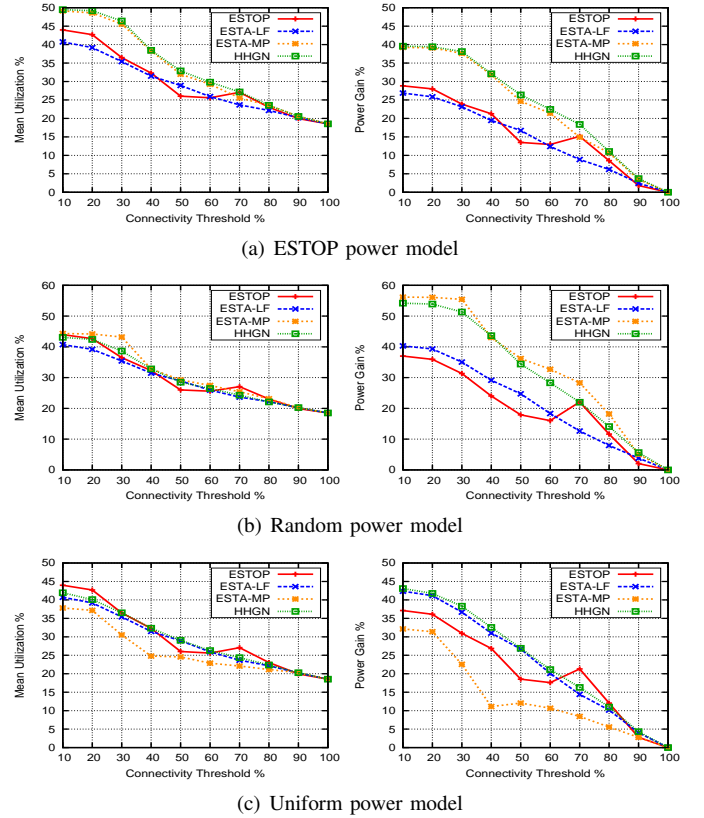 50
45
40
35
30
25
20
15
10
5
0
Mean Utilization %
ESTOP
ESTA-LF
ESTA-MP
HHGN
10 20 30 40 50 60 70 80 90 100
Connectivity Threshold %
50
45
40
35
30
25
20
15
10
5
0
Power Gain %
ESTOP
ESTA-LF
ESTA-MP
HHGN
10 20 30 40 50 60 70 80 90 100
Connectivity Threshold %
(a) ESTOP power model
60
50
40
30
20
10
0
Mean Utilization %
ESTOP
ESTA-LF
ESTA-MP
HHGN
10 20 30 40 50 60 70 80 90 100
Connectivity Threshold %
60
50
40
30
20
10
0
Power Gain %
ESTOP
ESTA-LF
ESTA-MP
HHGN
10 20 30 40 50 60 70 80 90 100
Connectivity Threshold %
(b) Random power model
50
45
40
35
30
25
20
15
10
5
0
Mean Utilization %
ESTOP
ESTA-LF
ESTA-MP
HHGN
10 20 30 40 50 60 70 80 90 100
Connectivity Threshold %
50
45
40
35
30
25
20
15
10
5
0
Power Gain %
ESTOP
ESTA-LF
ESTA-MP
HHGN
10 20 30 40 50 60 70 80 90 100
Connectivity Threshold %
(c) Uniform power model